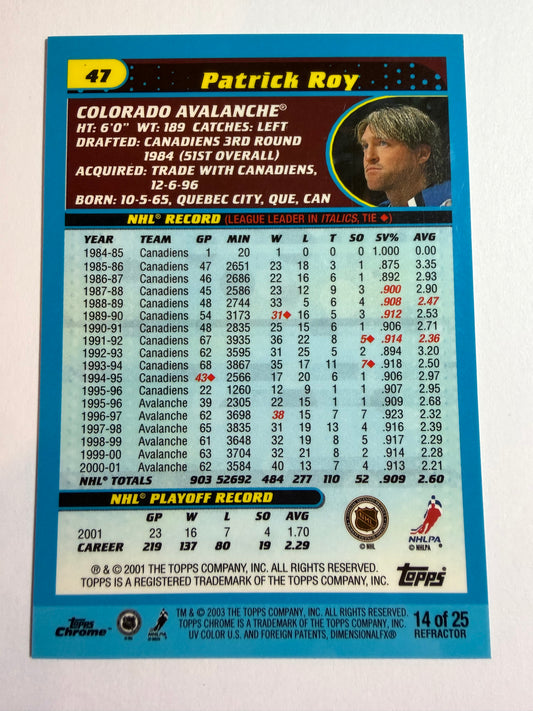 47 Patrick Roy
COLORADO AVALANCHE®
HT: 6'0" WT: 189 CATCHES: LEFT
DRAFTED: CANADIENS 3RD ROUND
1984 (51ST OVERALL)
ACQUIRED: TRADE WITH CANADIENS,
12-6-96
BORN: 10-5-65, QUEBEC CITY, QUE, CAN
NHL® RECORD (LEAGUE LEADER IN ITALICS, TIE ♦)
YEAR TEAM GP MIN W L T SO SV% AVG
1984-85 Canadiens 1 20 1 0 0 0 1.000 0.00
1985-86 Canadiens 47 2651 23 18 3 1 .875 3.35
1986-87 Canadiens 46 2686 22 16 6 1 .892 2.93
1987-88 Canadiens 45 2586 23 12 9 3 .900 2.90
1988-89 Canadiens 48 2744 33 5 6 4 .908 2.47
1989-90 Canadiens 54 3173 31♦ 16 5 3 .912 2.53
1990-91 Canadiens 48 2835 25 15 6 1 .906 2.71
1991-92 Canadiens 67 3935 36 22 8 5♦ .914 2.36
1992-93 Canadiens 62 3595 31 25 5 2 .894 3.20
1993-94 Canadiens 68 3867 35 17 11 7♦ .918 2.50
1994-95 Canadiens 43♦ 2566 17 20 6 1 .906 2.97
1995-96 Canadiens 22 1260 12 9 1 1 .907 2.95
1995-96 Avalanche 39 2305 22 15 1 1 .909 2.68
1996-97 Avalanche 62 3698 38 15 7 7 .923 2.32
1997-98 Avalanche 65 3835 31 19 13 4 .916 2.39
1998-99 Avalanche 61 3648 32 19 8 5 .917 2.29
1999-00 Avalanche 63 3704 32 21 8 2 .914 2.28
2000-01 Avalanche 62 3584 40 13 7 4 .913 2.21
NHL® TOTALS 903 52692 484 277 110 52 .909 2.60
NHL® PLAYOFF RECORD
GP W L SO AVG
2001 23 16 7 4 1.70
CAREER 219 137 80 19 2.29
© NHL
NHLPA
© NHLPA.
® & © 2001 THE TOPPS COMPANY, INC. ALL RIGHTS RESERVED.
TOPPS IS A REGISTERED TRADEMARK OF THE TOPPS COMPANY, INC.
Topps
Topps Chrome
NHLPA
TM & © 2003 THE TOPPS COMPANY, INC. ALL RIGHTS RESERVED.
TOPPS CHROME IS A TRADEMARK OF THE TOPPS COMPANY, INC.
UV COLOR U.S. AND FOREIGN PATENTS, DIMENSIONALFX®
14 of 25
REFRACTOR